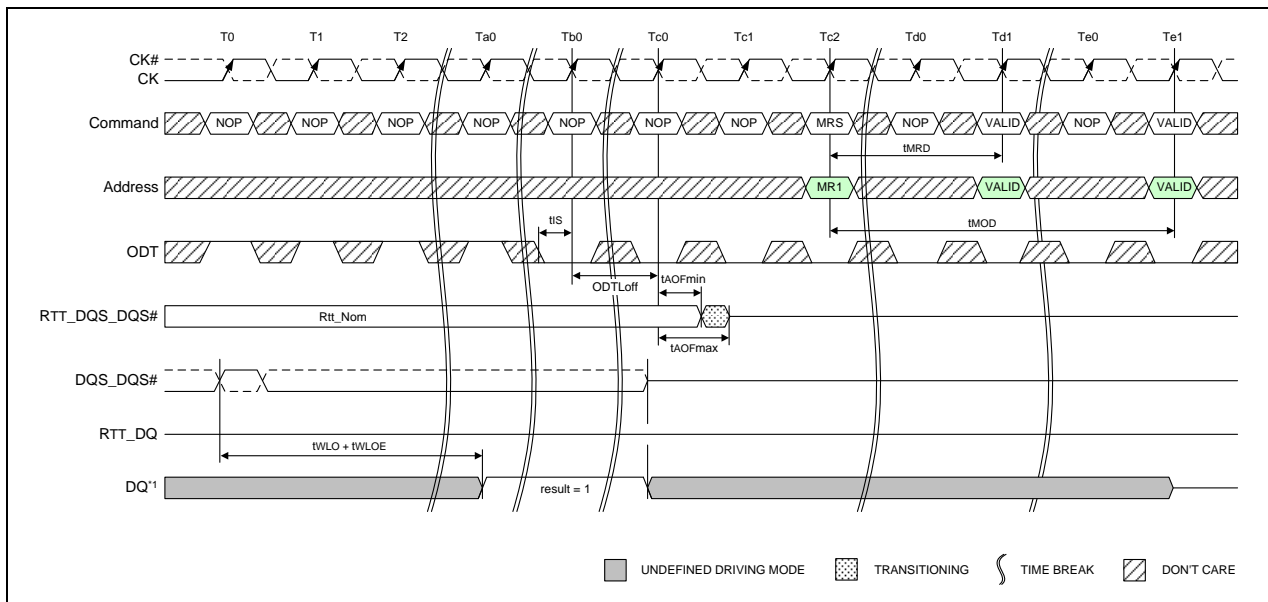 T0 T1 T2 Ta0 Tb0 Tc0 Tc1 Tc2 Td0 Td1 Te0 Te1
CK#
CK
Command NOP NOP NOP NOP NOP NOP NOP MRS NOP VALID NOP VALID
tMRD
Address MR1 VALID VALID
tIS tMOD
ODT
ODTLoff tAOFmin
RTT_DQS_DQS# Rtt_Nom
tAOFmax
DQS_DQS#
RTT_DQ
tWLO + tWLOE
DQ*1 result = 1
UNDEFINED DRIVING MODE TRANSITIONING TIME BREAK DON'T CARE